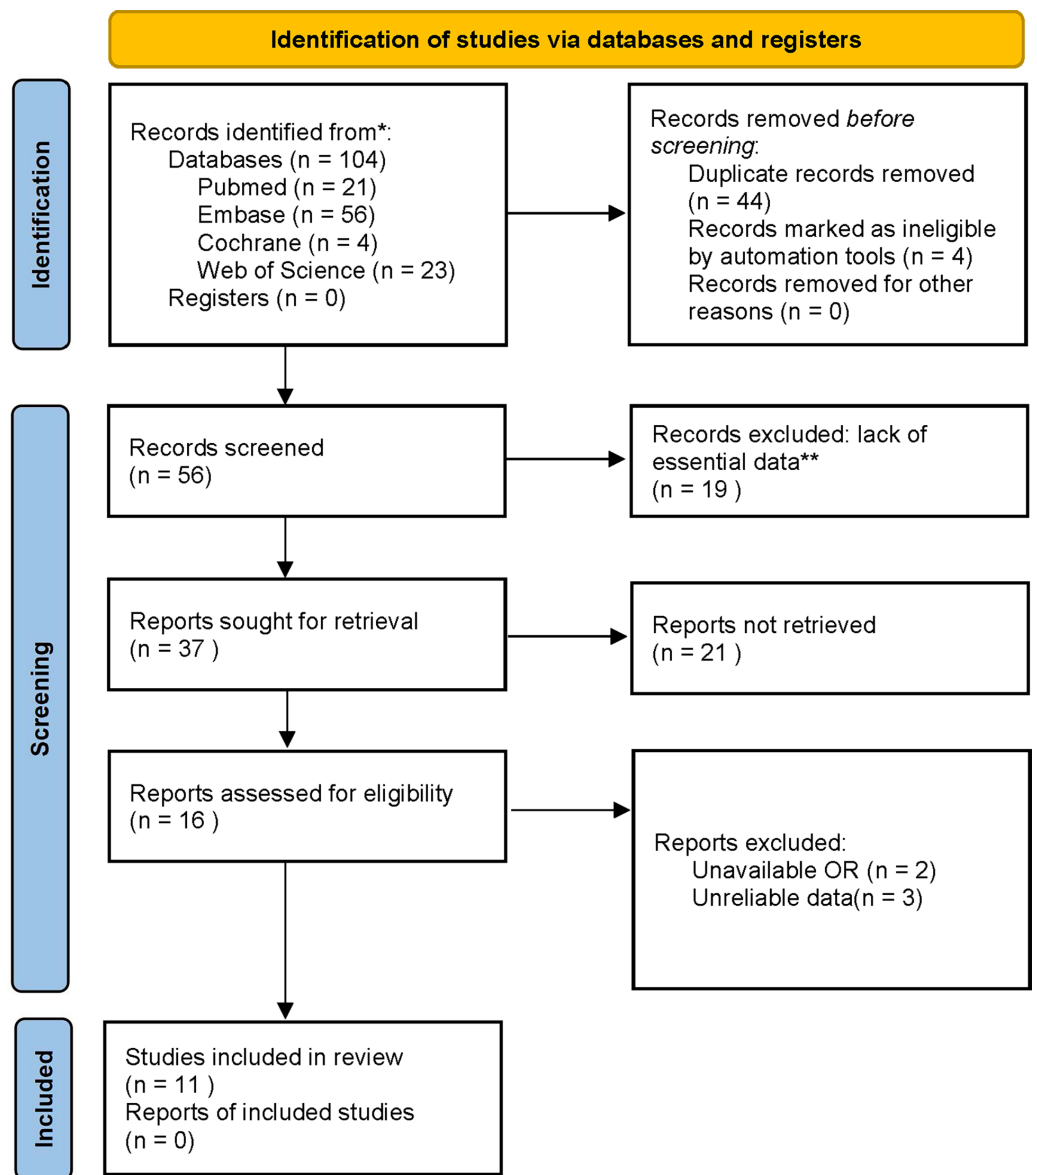 Identification of studies via databases and registers
Identification
Records identified from*:
Databases (n = 104)
Pubmed (n = 21)
Embase (n = 56)
Cochrane (n = 4)
Web of Science (n = 23)
Registers (n = 0)
Records removed before
screening:
Duplicate records removed
(n = 44)
Records marked as ineligible
by automation tools (n = 4)
Records removed for other
reasons (n = 0)
Screening
Records screened
(n = 56)
Records excluded: lack of
essential data**
(n = 19 )
Reports sought for retrieval
(n = 37 )
Reports not retrieved
(n = 21 )
Reports assessed for eligibility
(n = 16 )
Reports excluded:
Unavailable OR (n = 2)
Unreliable data(n = 3)
Included
Studies included in review
(n = 11 )
Reports of included studies
(n = 0)